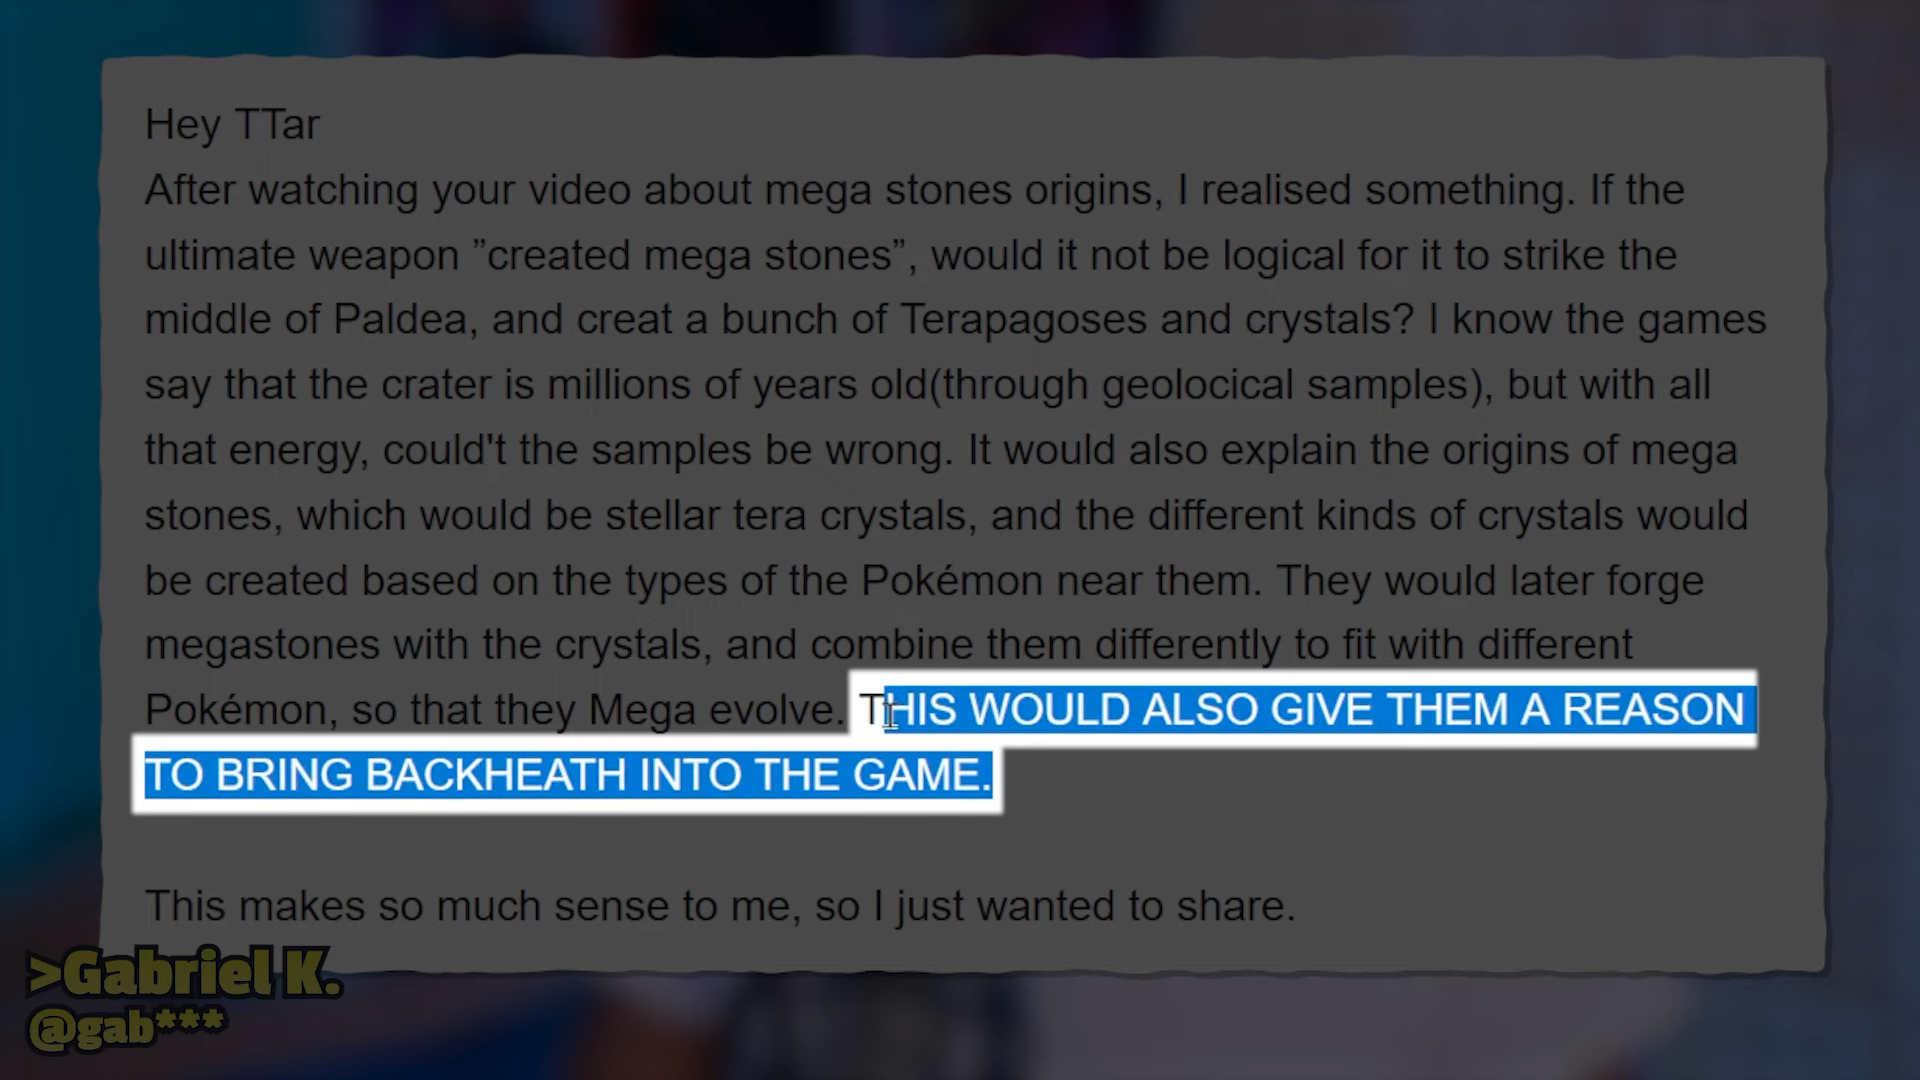 Hey TTar
After watching your video about mega stones origins, I realised something. If the
ultimate weapon ”created mega stones”, would it not be logical for it to strike the
middle of Paldea, and creat a bunch of Terapagoses and crystals? I know the games
say that the crater is millions of years old(through geolocical samples), but with all
that energy, could't the samples be wrong. It would also explain the origins of mega
stones, which would be stellar tera crystals, and the different kinds of crystals would
be created based on the types of the Pokémon near them. They would later forge
megastones with the crystals, and combine them differently to fit with different
Pokémon, so that they Mega evolve. THIS WOULD ALSO GIVE THEM A REASON
TO BRING BACKHEATH INTO THE GAME.
This makes so much sense to me, so I just wanted to share.
>Gabriel K.
@gab***